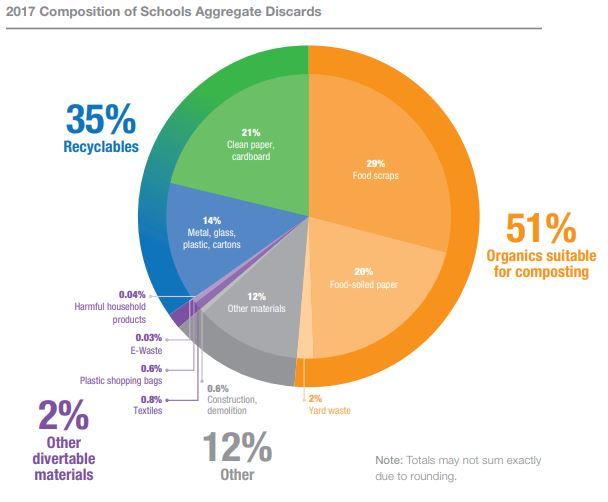 2017 Composition of Schools Aggregate Discards
35%
Recyclables
21%
Clean paper,
cardboard
29%
Food scraps
14%
Metal, glass,
plastic, cartons
51%
Organics suitable
for composting
20%
Food-soiled paper
12%
Other materials
0.04%
Harmful household
products
0.03%
E-Waste
0.6%
Plastic shopping bags
0.8%
Textiles
0.6%
Construction,
demolition
2%
Yard waste
2%
Other
divertable
materials
12%
Other
Note: Totals may not sum exactly
due to rounding.